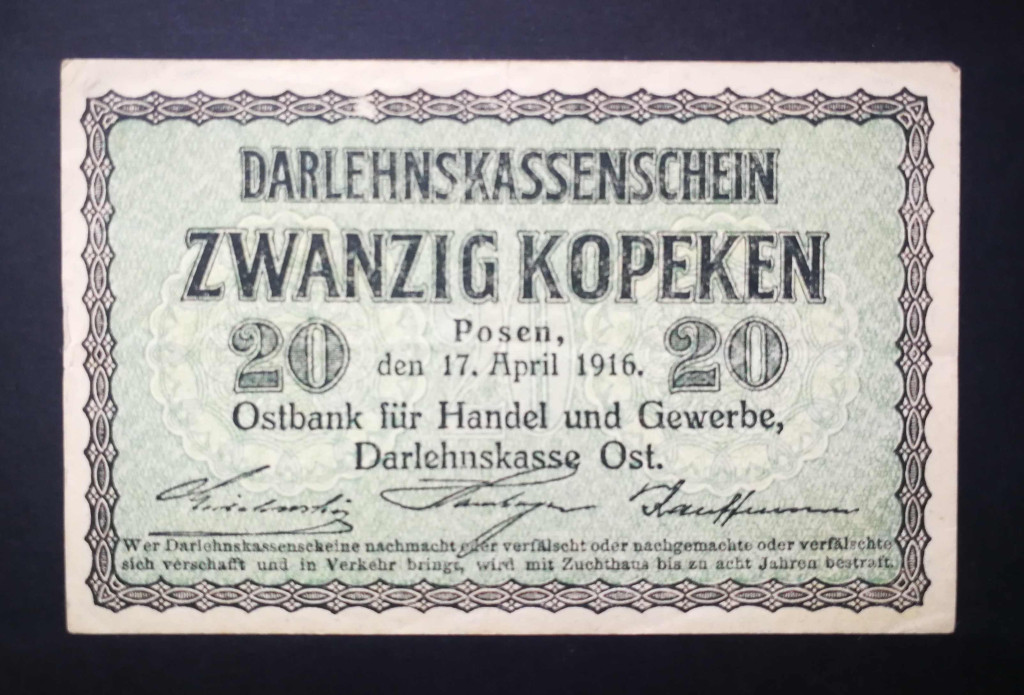 DARLEHNSKASSENSCHEIN
ZWANZIG KOPEKEN
20 Posen, 20
den 17. April 1916.
Ostbank für Handel und Gewerbe,
Darlehnskasse Ost.
Kauffmann
Wer Darlehnskassenscheine nachmacht oder verfälscht oder nachgemachte oder verfälschte
sich verschafft und in Verkehr bringt, wird mit Zuchthaus bis zu acht Jahren bestraft.